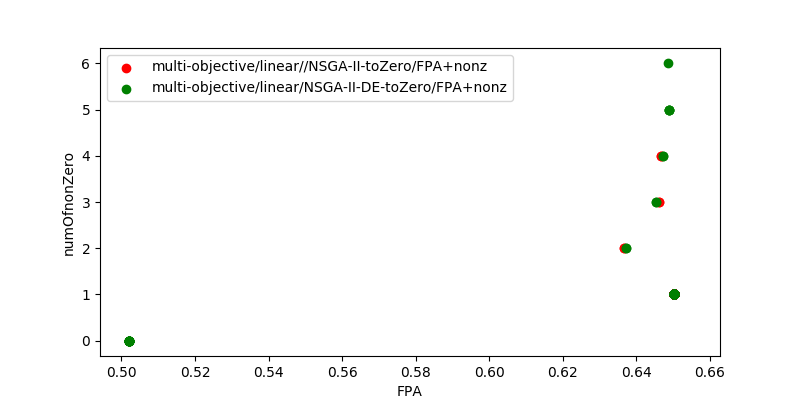 multi-objective/linear//NSGA-II-toZero/FPA+nonz
multi-objective/linear/NSGA-II-DE-toZero/FPA+nonz
6
5
4
3
2
1
0
numOfnonZero
0.50 0.52 0.54 0.56 0.58 0.60 0.62 0.64 0.66
FPA